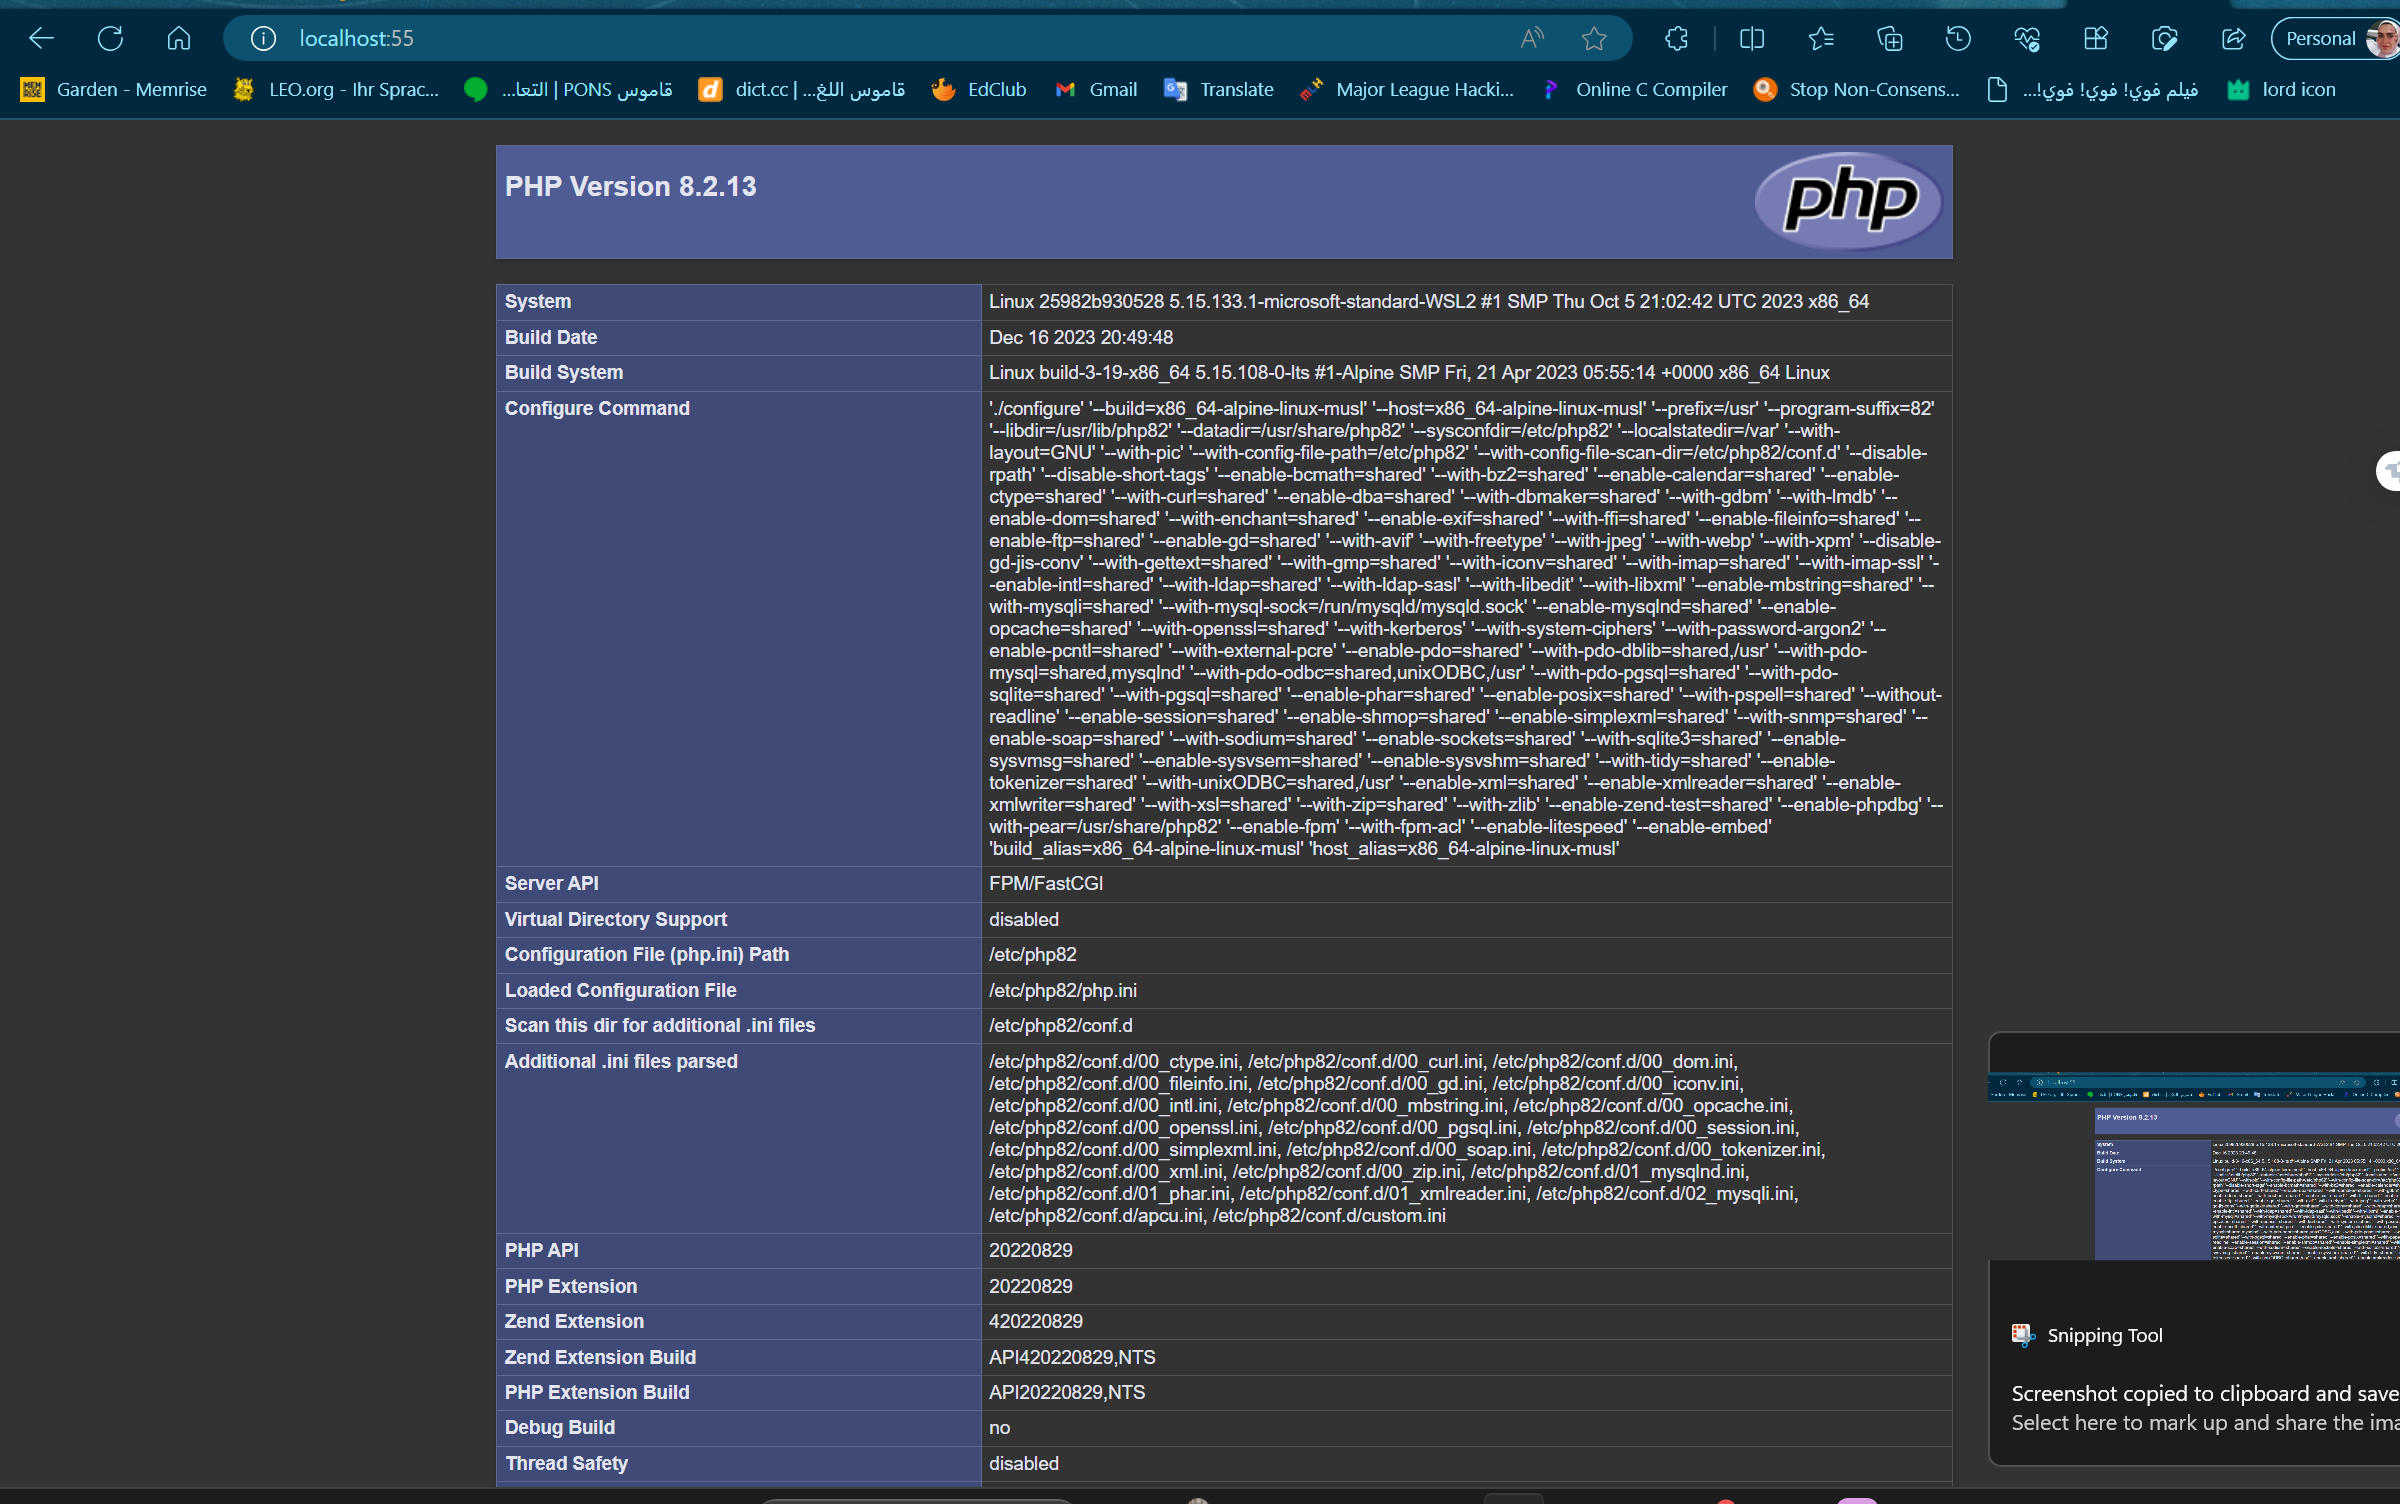 localhost:55
Personal
Garden - Memrise
LEO.org - Ihr Sprac...
قاموس PONS | التعا...
dict.cc | قاموس اللغ...
EdClub
Gmail
Translate
Major League Hacki...
Online C Compiler
Stop Non-Consens...
فيلم فوي! فوي! فوي!...
lord icon
PHP Version 8.2.13
php
System
Linux 25982b930528 5.15.133.1-microsoft-standard-WSL2 #1 SMP Thu Oct 5 21:02:42 UTC 2023 x86_64
Build Date
Dec 16 2023 20:49:48
Build System
Linux build-3-19-x86_64 5.15.108-0-lts #1-Alpine SMP Fri, 21 Apr 2023 05:55:14 +0000 x86_64 Linux
Configure Command
'./configure' '--build=x86_64-alpine-linux-musl' '--host=x86_64-alpine-linux-musl' '--prefix=/usr' '--program-suffix=82'
'--libdir=/usr/lib/php82' '--datadir=/usr/share/php82' '--sysconfdir=/etc/php82' '--localstatedir=/var' '--with-
layout=GNU' '--with-pic' '--with-config-file-path=/etc/php82' '--with-config-file-scan-dir=/etc/php82/conf.d' '--disable-
rpath' '--disable-short-tags' '--enable-bcmath=shared' '--with-bz2=shared' '--enable-calendar=shared' '--enable-
ctype=shared' '--with-curl=shared' '--enable-dba=shared' '--with-dbmaker=shared' '--with-gdbm' '--with-lmdb' '--
enable-dom=shared' '--with-enchant=shared' '--enable-exif=shared' '--with-ffi=shared' '--enable-fileinfo=shared' '--
enable-ftp=shared' '--enable-gd=shared' '--with-avif' '--with-freetype' '--with-jpeg' '--with-webp' '--with-xpm' '--disable-
gd-jis-conv' '--with-gettext=shared' '--with-gmp=shared' '--with-iconv=shared' '--with-imap=shared' '--with-imap-ssl' '-
-enable-intl=shared' '--with-ldap=shared' '--with-ldap-sasl' '--with-libedit' '--with-libxml' '--enable-mbstring=shared' '--
with-mysqli=shared' '--with-mysql-sock=/run/mysqld/mysqld.sock' '--enable-mysqlnd=shared' '--enable-
opcache=shared' '--with-openssl=shared' '--with-kerberos' '--with-system-ciphers' '--with-password-argon2' '--
enable-pcntl=shared' '--with-external-pcre' '--enable-pdo=shared' '--with-pdo-dblib=shared,/usr' '--with-pdo-
mysql=shared,mysqlnd' '--with-pdo-odbc=shared,unixODBC,/usr' '--with-pdo-pgsql=shared' '--with-pdo-
sqlite=shared' '--with-pgsql=shared' '--enable-phar=shared' '--enable-posix=shared' '--with-pspell=shared' '--without-
readline' '--enable-session=shared' '--enable-shmop=shared' '--enable-simplexml=shared' '--with-snmp=shared' '--
enable-soap=shared' '--with-sodium=shared' '--enable-sockets=shared' '--with-sqlite3=shared' '--enable-
sysvmsg=shared' '--enable-sysvsem=shared' '--enable-sysvshm=shared' '--with-tidy=shared' '--enable-
tokenizer=shared' '--with-unixODBC=shared,/usr' '--enable-xml=shared' '--enable-xmlreader=shared' '--enable-
xmlwriter=shared' '--with-xsl=shared' '--with-zip=shared' '--with-zlib' '--enable-zend-test=shared' '--enable-phpdbg' '--
with-pear=/usr/share/php82' '--enable-fpm' '--with-fpm-acl' '--enable-litespeed' '--enable-embed'
'build_alias=x86_64-alpine-linux-musl' 'host_alias=x86_64-alpine-linux-musl'
Server API
FPM/FastCGI
Virtual Directory Support
disabled
Configuration File (php.ini) Path
/etc/php82
Loaded Configuration File
/etc/php82/php.ini
Scan this dir for additional .ini files
/etc/php82/conf.d
Additional .ini files parsed
/etc/php82/conf.d/00_ctype.ini, /etc/php82/conf.d/00_curl.ini, /etc/php82/conf.d/00_dom.ini,
/etc/php82/conf.d/00_fileinfo.ini, /etc/php82/conf.d/00_gd.ini, /etc/php82/conf.d/00_iconv.ini,
/etc/php82/conf.d/00_intl.ini, /etc/php82/conf.d/00_mbstring.ini, /etc/php82/conf.d/00_opcache.ini,
/etc/php82/conf.d/00_openssl.ini, /etc/php82/conf.d/00_pgsql.ini, /etc/php82/conf.d/00_session.ini,
/etc/php82/conf.d/00_simplexml.ini, /etc/php82/conf.d/00_soap.ini, /etc/php82/conf.d/00_tokenizer.ini,
/etc/php82/conf.d/00_xml.ini, /etc/php82/conf.d/00_zip.ini, /etc/php82/conf.d/01_mysqlnd.ini,
/etc/php82/conf.d/01_phar.ini, /etc/php82/conf.d/01_xmlreader.ini, /etc/php82/conf.d/02_mysqli.ini,
/etc/php82/conf.d/apcu.ini, /etc/php82/conf.d/custom.ini
PHP API
20220829
PHP Extension
20220829
Zend Extension
420220829
Zend Extension Build
API420220829,NTS
PHP Extension Build
API20220829,NTS
Debug Build
no
Thread Safety
disabled
PHP Version 8.2.13
System
Build Date
Build System
Configure Command
Snipping Tool
Screenshot copied to clipboard and save
Select here to mark up and share the ima